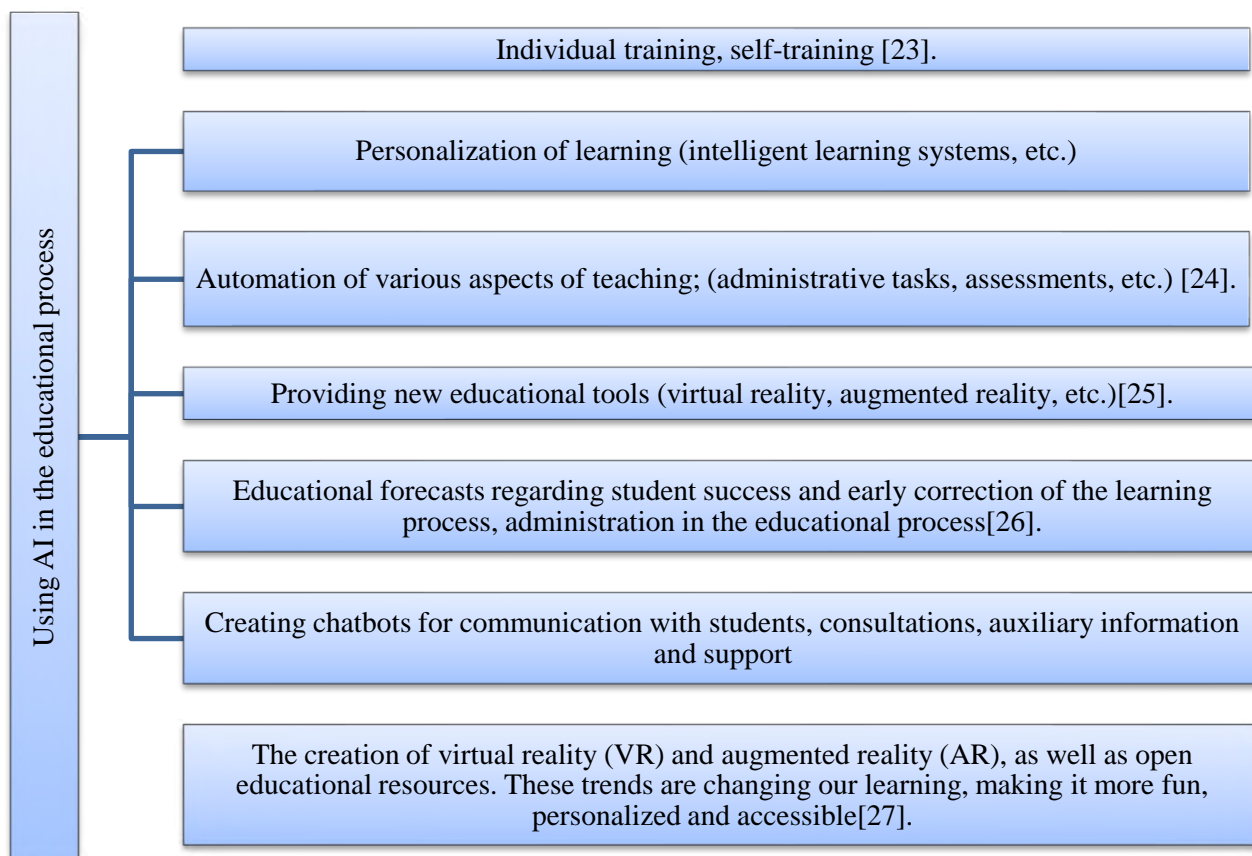 Using AI in the educational process
Individual training, self-training [23].
Personalization of learning (intelligent learning systems, etc.)
Automation of various aspects of teaching; (administrative tasks, assessments, etc.) [24].
Providing new educational tools (virtual reality, augmented reality, etc.)[25].
Educational forecasts regarding student success and early correction of the learning
process, administration in the educational process[26].
Creating chatbots for communication with students, consultations, auxiliary information
and support
The creation of virtual reality (VR) and augmented reality (AR), as well as open
educational resources. These trends are changing our learning, making it more fun,
personalized and accessible[27].